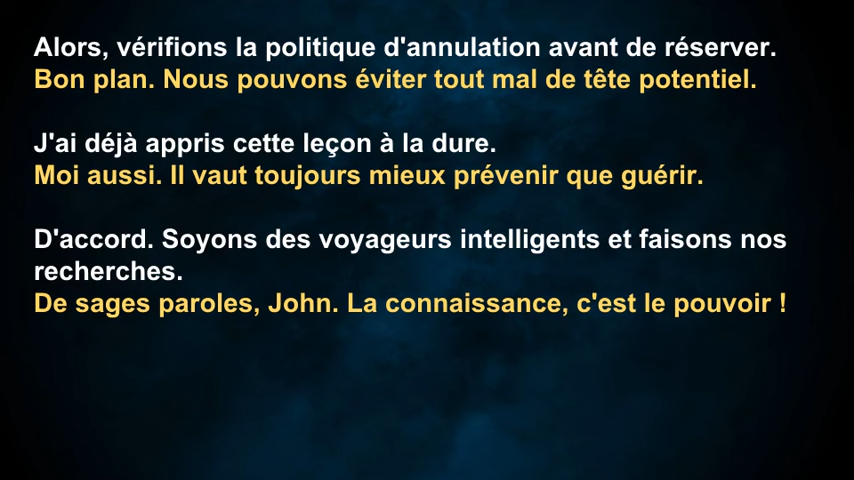 Alors, vérifions la politique d'annulation avant de réserver.
Bon plan. Nous pouvons éviter tout mal de tête potentiel.
J'ai déjà appris cette leçon à la dure.
Moi aussi. Il vaut toujours mieux prévenir que guérir.
D'accord. Soyons des voyageurs intelligents et faisons nos
recherches.
De sages paroles, John. La connaissance, c'est le pouvoir !